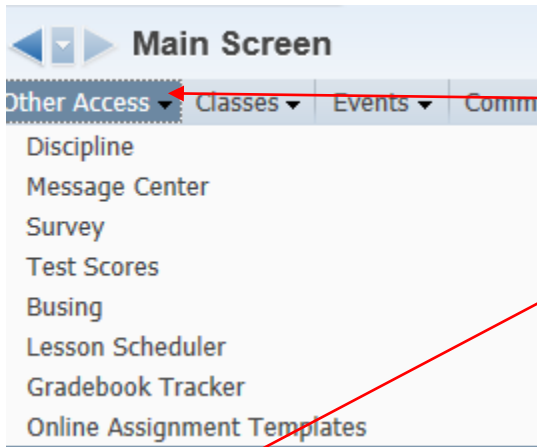 Main Screen
Other Access Classes Events Comm
Discipline
Message Center
Survey
Test Scores
Busing
Lesson Scheduler
Gradebook Tracker
Online Assignment Templates